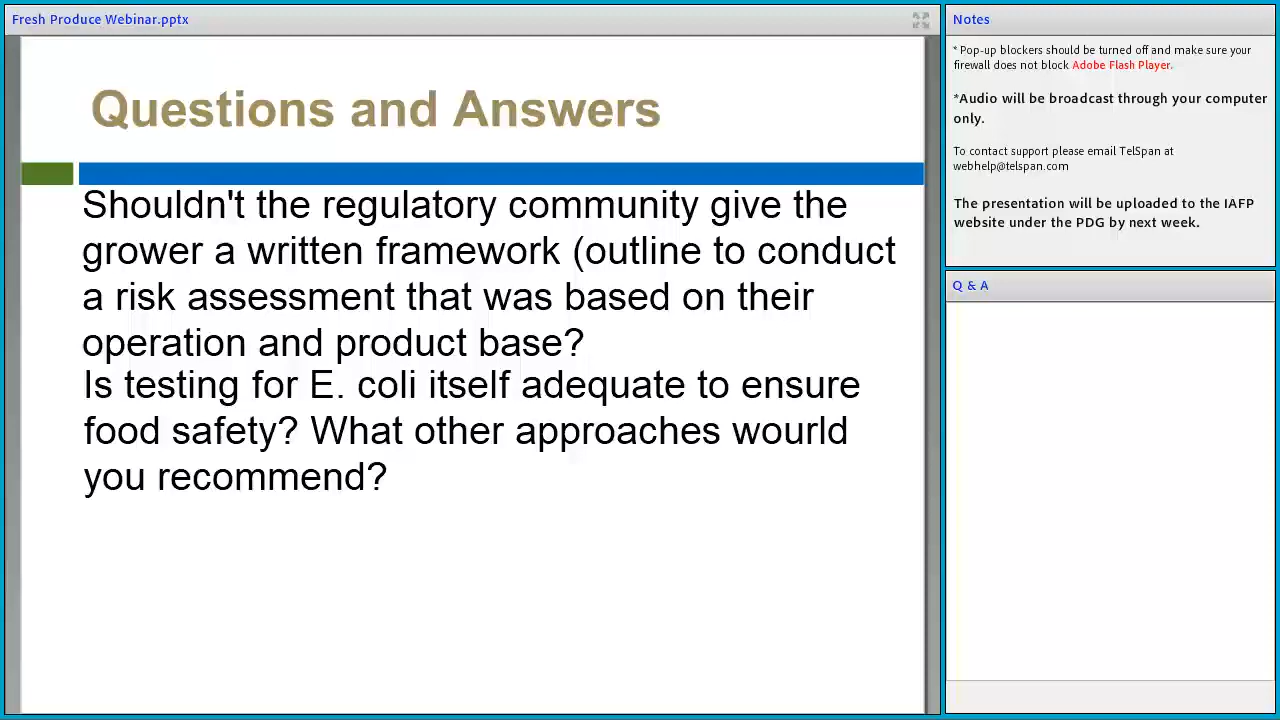 Fresh Produce Webinar.pptx
Questions and Answers
Shouldn't the regulatory community give the
grower a written framework (outline to conduct
a risk assessment that was based on their
operation and product base?
Is testing for E. coli itself adequate to ensure
food safety? What other approaches wourld
you recommend?
Notes
* Pop-up blockers should be turned off and make sure your
firewall does not block Adobe Flash Player.
*Audio will be broadcast through your computer
only.
To contact support please email TelSpan at
webhelp@telspan.com
The presentation will be uploaded to the IAFP
website under the PDG by next week.
Q & A